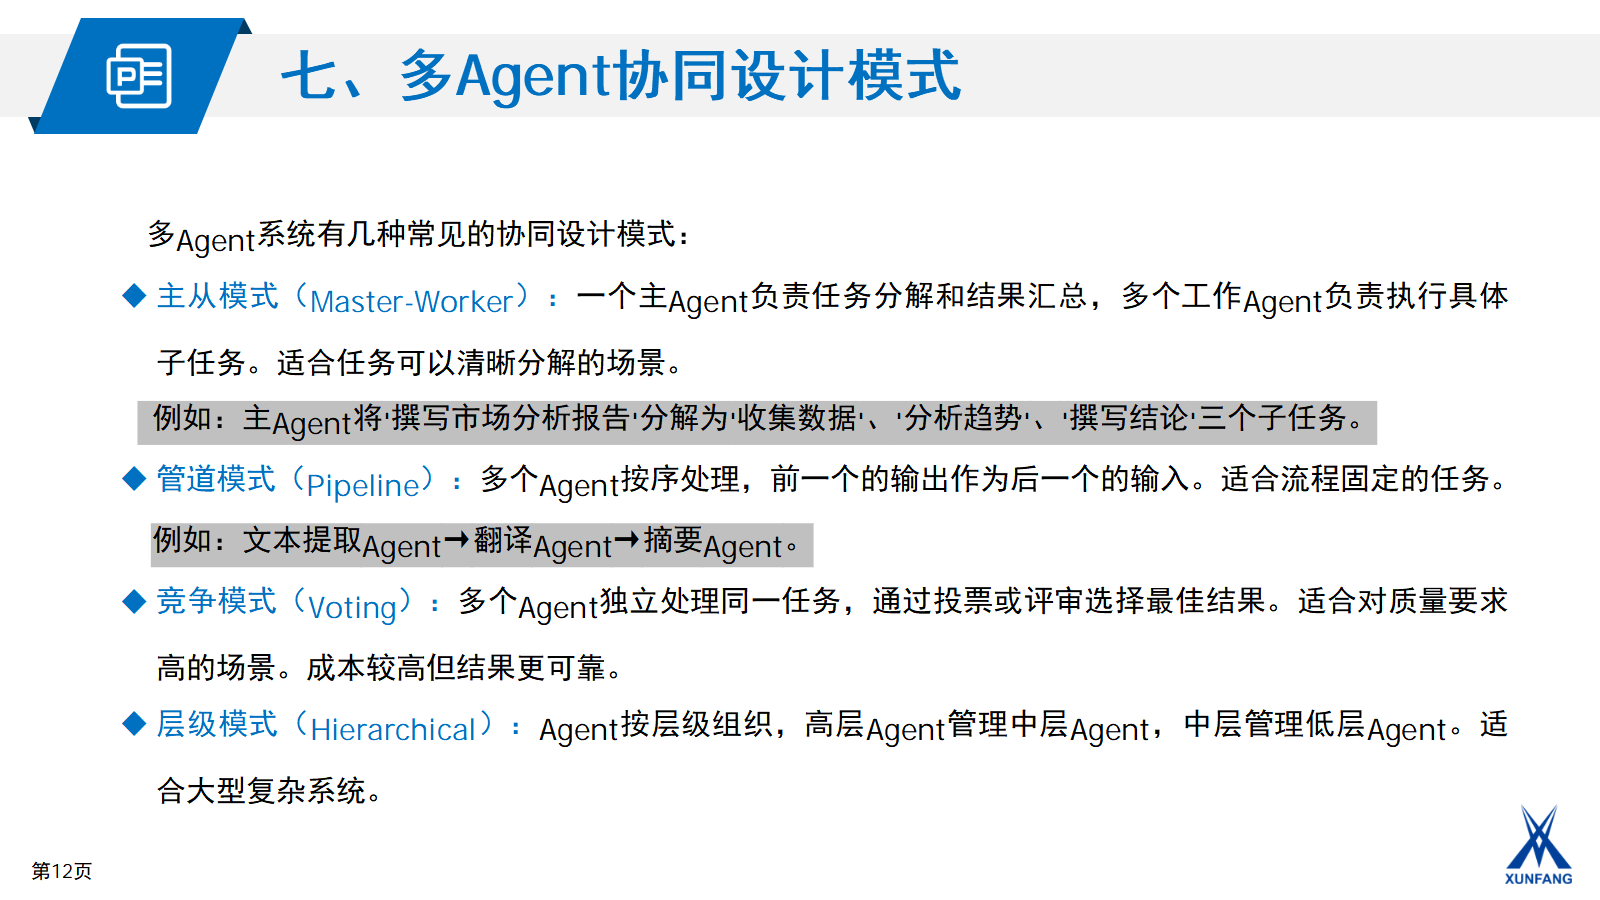 七、多Agent协同设计模式
多Agent系统有几种常见的协同设计模式：
主从模式（Master-Worker）：一个主Agent负责任务分解和结果汇总，多个工作Agent负责执行具体
子任务。适合任务可以清晰分解的场景。
例如：主Agent将'撰写市场分析报告'分解为'收集数据'、'分析趋势'、'撰写结论'三个子任务。
管道模式（Pipeline）：多个Agent按序处理，前一个的输出作为后一个的输入。适合流程固定的任务。
例如：文本提取Agent→翻译Agent→摘要Agent。
竞争模式（Voting）：多个Agent独立处理同一任务，通过投票或评审选择最佳结果。适合对质量要求
高的场景。成本较高但结果更可靠。
层级模式（Hierarchical）：Agent按层级组织，高层Agent管理中层Agent，中层管理低层Agent。适
合大型复杂系统。
第12页
XUNFANG